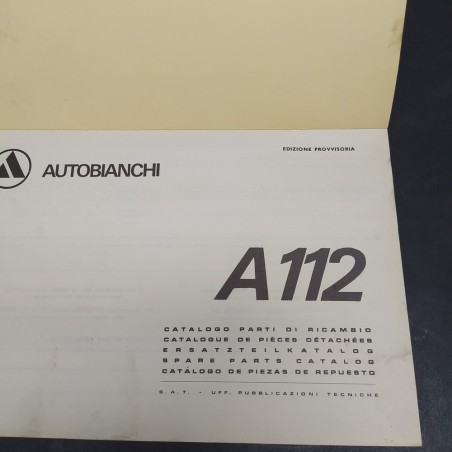 EDIZIONE PROVVISORIA
AUTOBIANCHI
A 112
CATALOGO PARTI DI RICAMBIO
CATALOGUE DE PIÈCES DÉTACHÉES
ERSATZTEILKATALOG
SPARE PARTS CATALOG
CATÁLOGO DE PIEZAS DE REPUESTO
S.A.T. - UFF. PUBBLICAZIONI TECNICHE